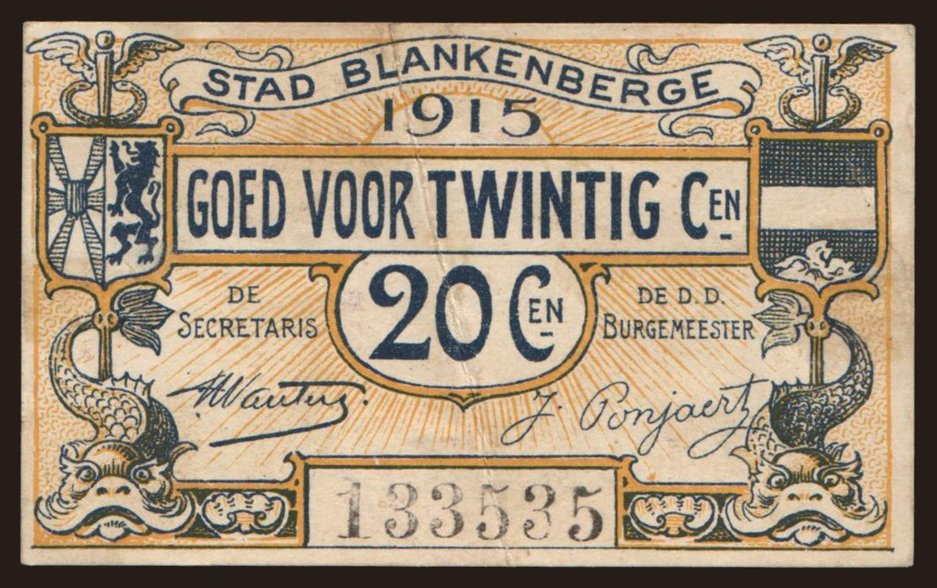 STAD BLANKENBERGE
1915
GOED VOOR TWINTIG CEN
20 CEN
DE SECRETARIS
DE D.D. BURGEMEESTER
J. Ponjaert
133535